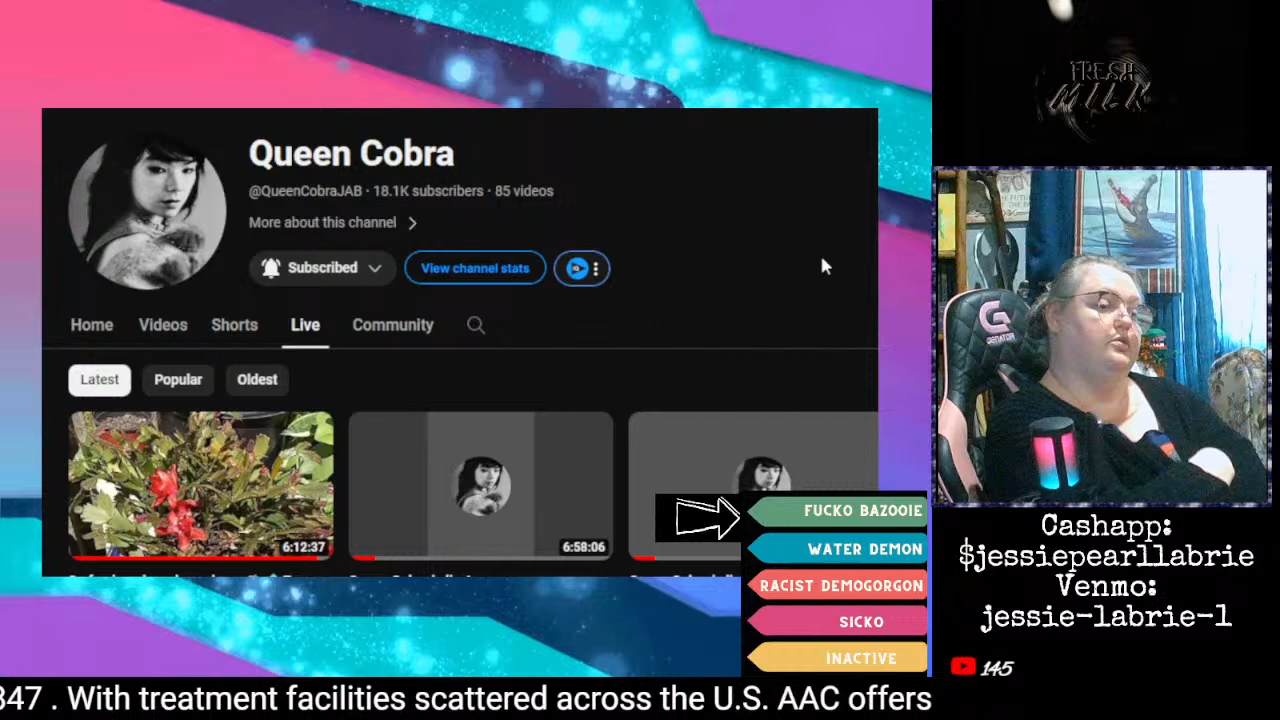 Queen Cobra
@QueenCobraJAB · 18.1K subscribers · 85 videos
More about this channel
Subscribed
View channel stats
Home
Videos
Shorts
Live
Community
Latest
Popular
Oldest
6:12:37
6:58:06
FUCKO BAZOOIE
WATER DEMON
RACIST DEMOGORGON
SICKO
INACTIVE
FRESH
MILK
Cashapp:
$jessiepearllabrie
Venmo:
jessie-labrie-1
145
347 . With treatment facilities scattered across the U.S. AAC offers